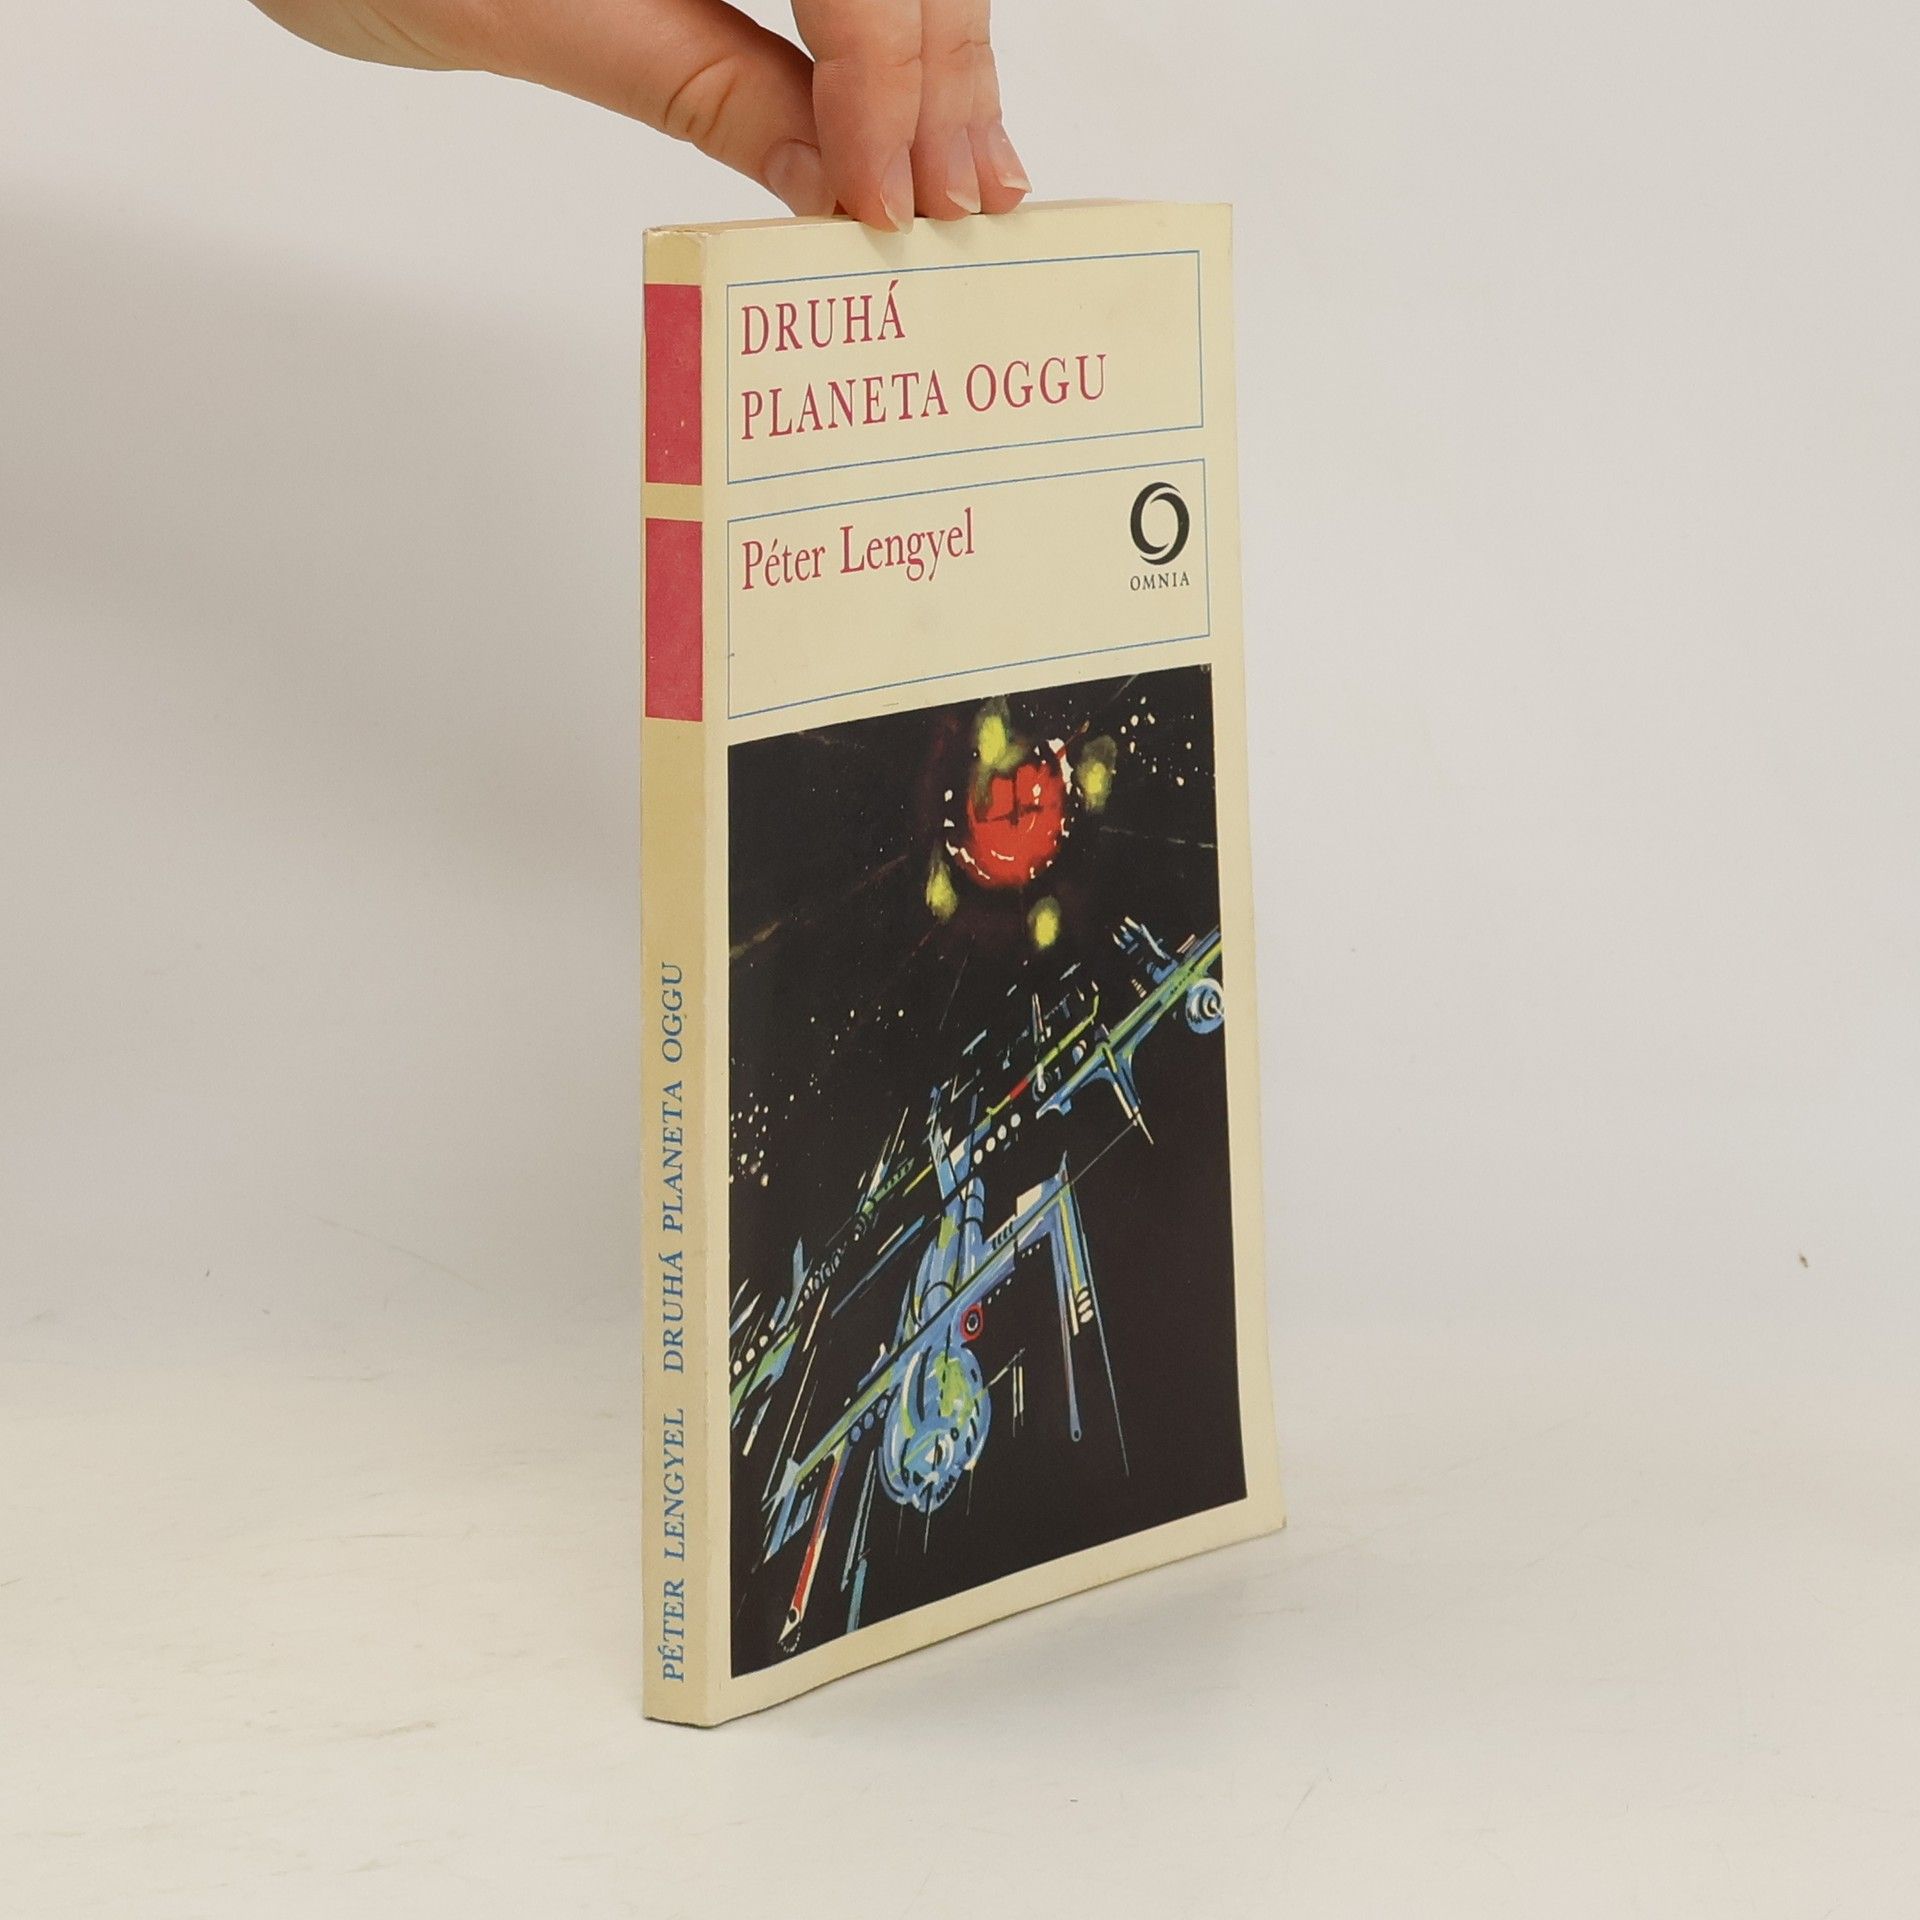 DRUHÁ
PLANETA OGGU
Péter Lengyel
OMNIA
PÉTER LENGYEL DRUHÁ PLANETA OGGU